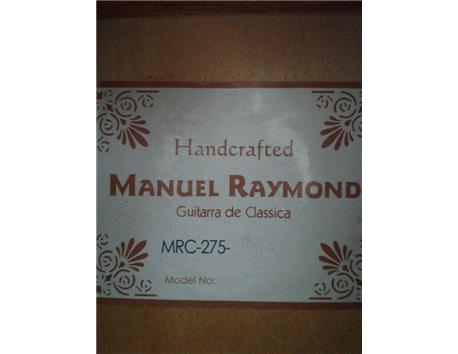 Handcrafted
MANUEL RAYMOND
Guitarra de Classica
MRC-275-
Model No: